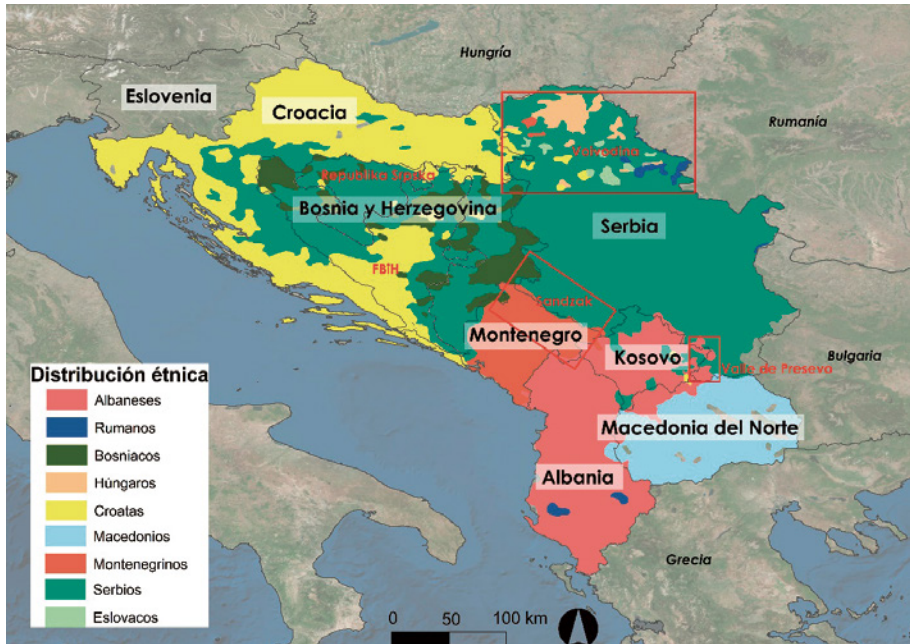 Hungría
Eslovenia
Croacia
Rumanía
Voivodina
Republika Srpska
Bosnia y Herzegovina
Serbia
FBiH
Sandzak
Montenegro
Kosovo
Bulgaria
Valle de Presevo
Macedonia del Norte
Albania
Grecia
Distribución étnica
Albaneses
Rumanos
Bosniacos
Húngaros
Croatas
Macedonios
Montenegrinos
Serbios
Eslovacos
0 50 100 km